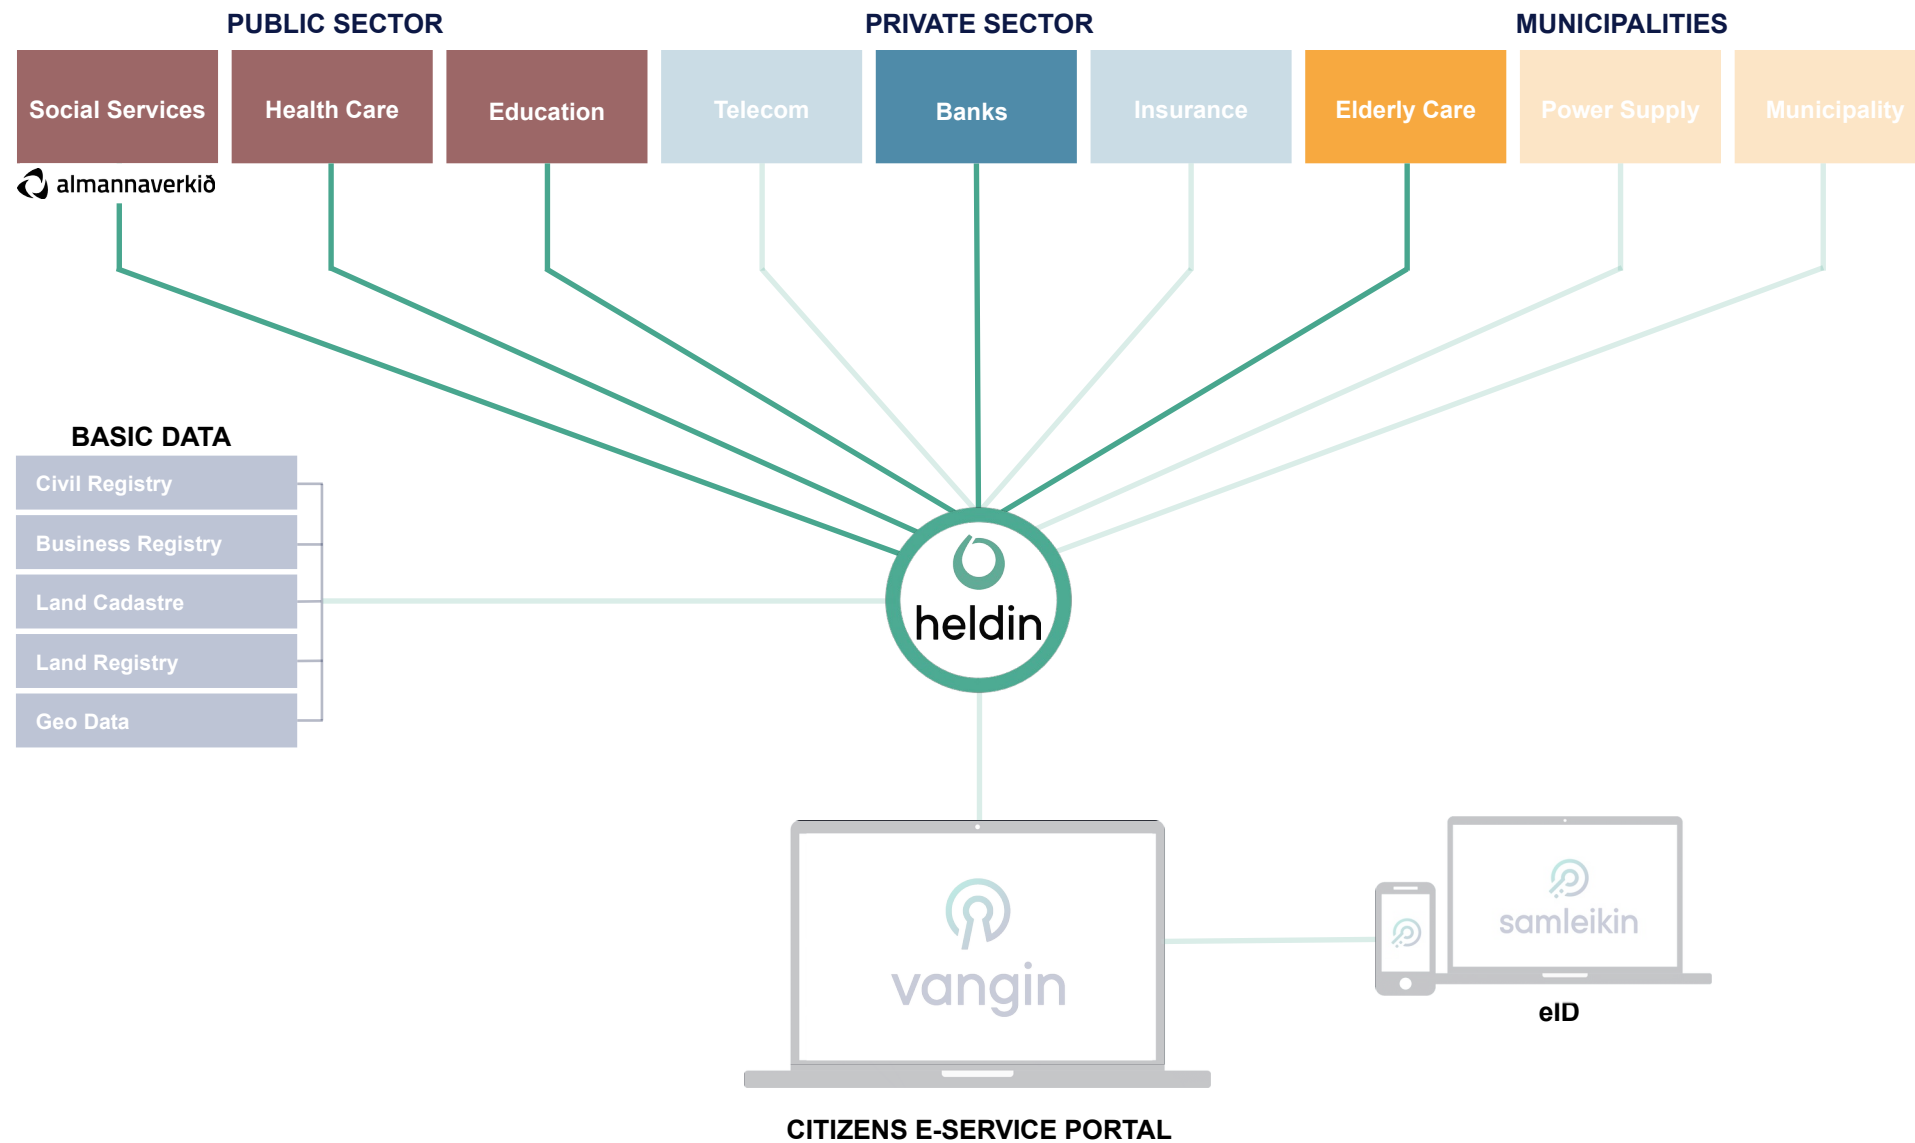 PUBLIC SECTOR
PRIVATE SECTOR
MUNICIPALITIES
Social Services
Health Care
Education
Telecom
Banks
Insurance
Elderly Care
Power Supply
Municipality
almannaverkið
BASIC DATA
Civil Registry
Business Registry
Land Cadastre
Land Registry
Geo Data
heldin
vangin
samleikin
eID
CITIZENS E-SERVICE PORTAL